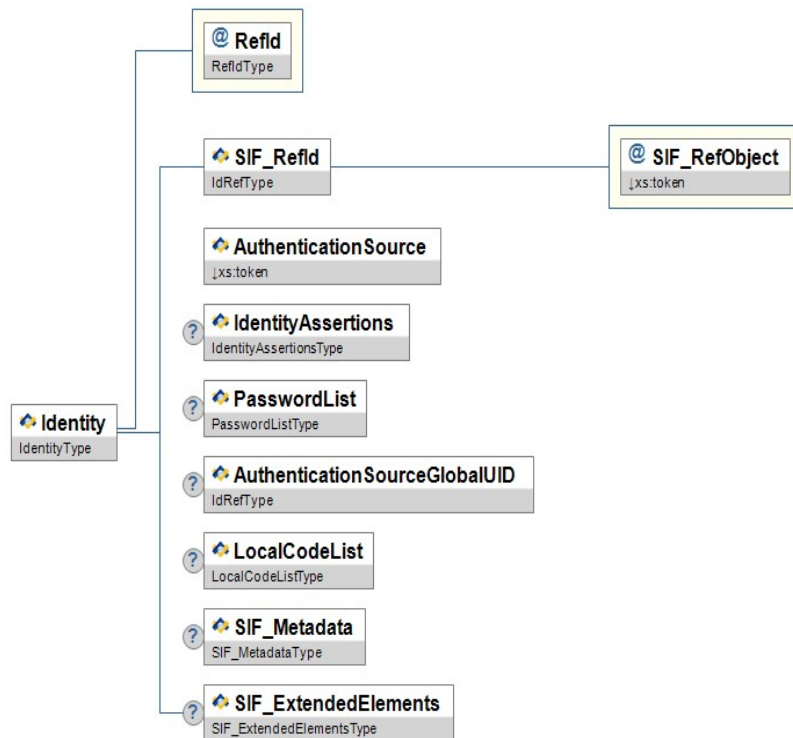 @ RefId
RefIdType
SIF_RefId
IdRefType
@ SIF_RefObject
↓xs:token
AuthenticationSource
↓xs:token
? IdentityAssertions
IdentityAssertionsType
? PasswordList
PasswordListType
Identity
IdentityType
? AuthenticationSourceGlobalUID
IdRefType
? LocalCodeList
LocalCodeListType
? SIF_Metadata
SIF_MetadataType
? SIF_ExtendedElements
SIF_ExtendedElementsType